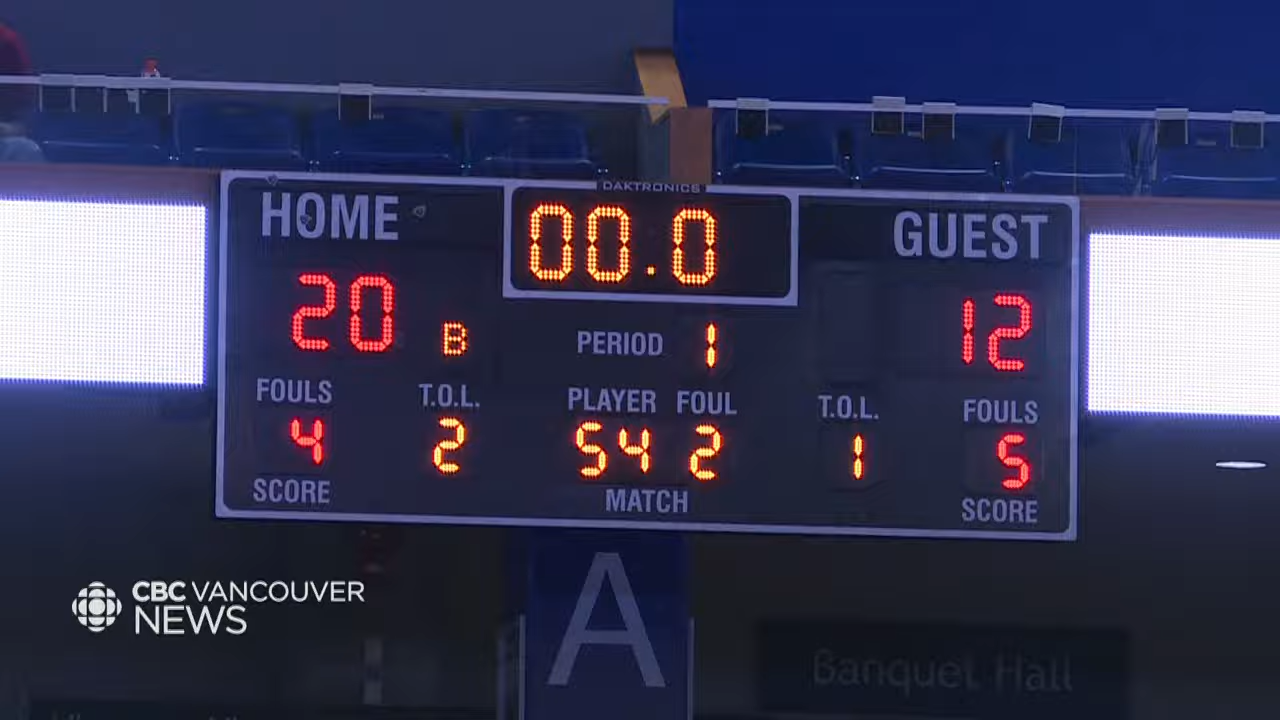 DAKTRONICS
HOME
00.0
GUEST
20
B
PERIOD 1
12
FOULS
T.O.L.
PLAYER FOUL
T.O.L.
FOULS
4
2
54 2
1
5
SCORE
MATCH
SCORE
A
CBC VANCOUVER
NEWS
Banquet Hall